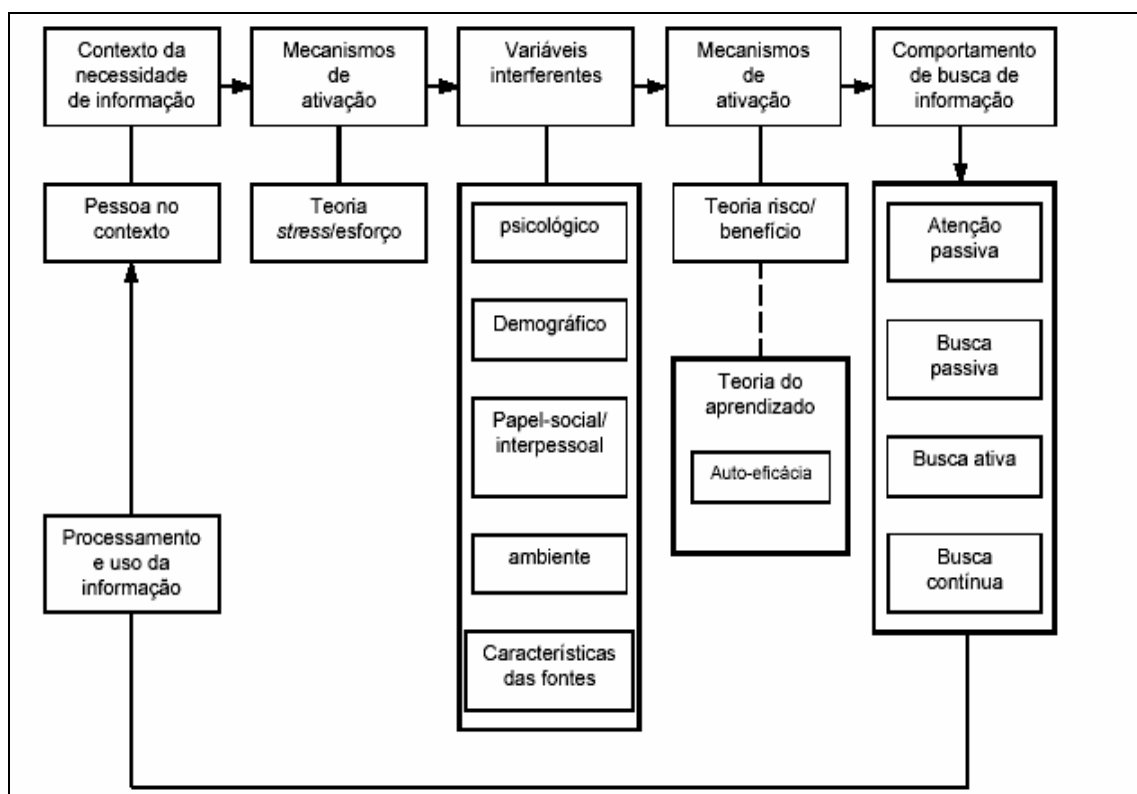 Contexto da
necessidade
de informação
Mecanismos
de
ativação
Variáveis
interferentes
Mecanismos
de
ativação
Comportamento
de busca de
informação
Pessoa no
contexto
Teoria
stress/esforço
psicológico
Demográfico
Papel-social/
interpessoal
ambiente
Características
das fontes
Teoria risco/
benefício
Teoria do
aprendizado
Auto-eficácia
Atenção
passiva
Busca
passiva
Busca ativa
Busca
contínua
Processamento
e uso da
informação